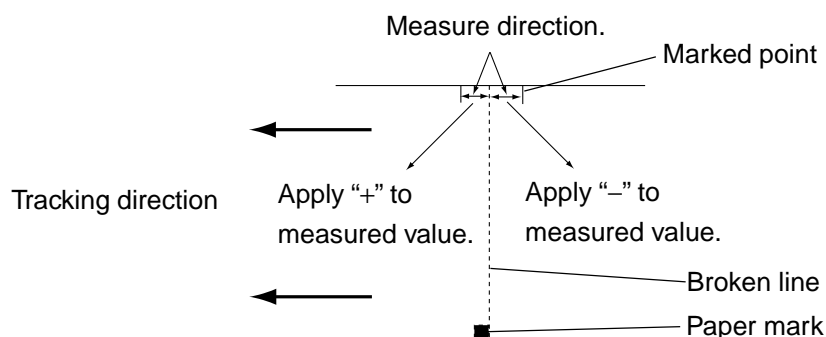 Measure direction.
Marked point
Tracking direction
Apply “+” to
measured value.
Apply “–” to
measured value.
Broken line
Paper mark